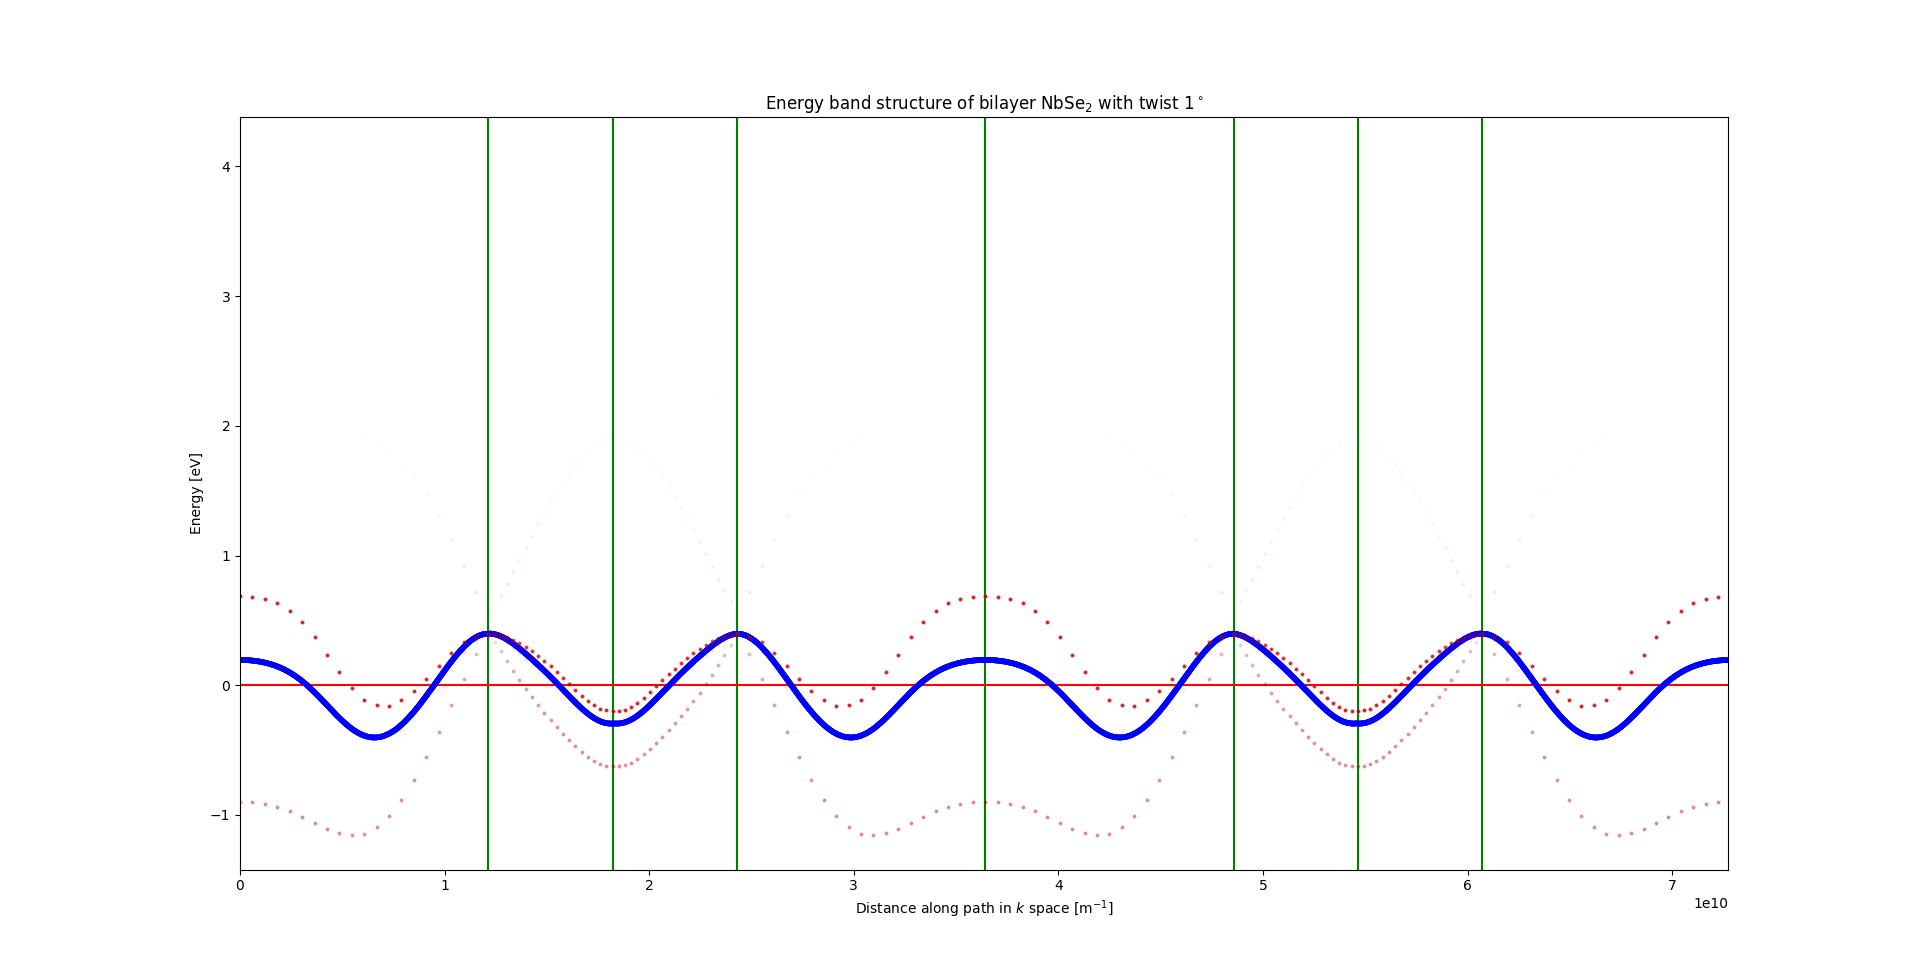 Energy band structure of bilayer NbSe₂ with twist 1°
4
3
2
1
0
−1
Energy [eV]
0 1 2 3 4 5 6 7
1e10
Distance along path in k space [m⁻¹]